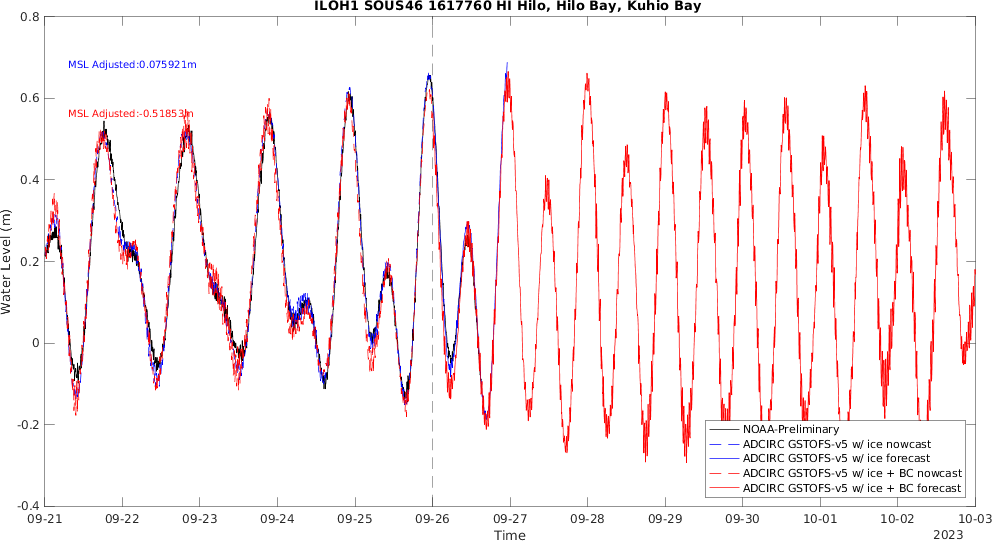 ILOH1 SOUS46 1617760 HI Hilo, Hilo Bay, Kuhio Bay
MSL Adjusted:0.075921m
MSL Adjusted:-0.51853m
Water Level (m)
0.8
0.6
0.4
0.2
0
-0.2
-0.4
NOAA-Preliminary
ADCIRC GSTOFS-v5 w/ ice nowcast
ADCIRC GSTOFS-v5 w/ ice forecast
ADCIRC GSTOFS-v5 w/ ice + BC nowcast
ADCIRC GSTOFS-v5 w/ ice + BC forecast
09-21 09-22 09-23 09-24 09-25 09-26 09-27 09-28 09-29 09-30 10-01 10-02 10-03
Time
2023